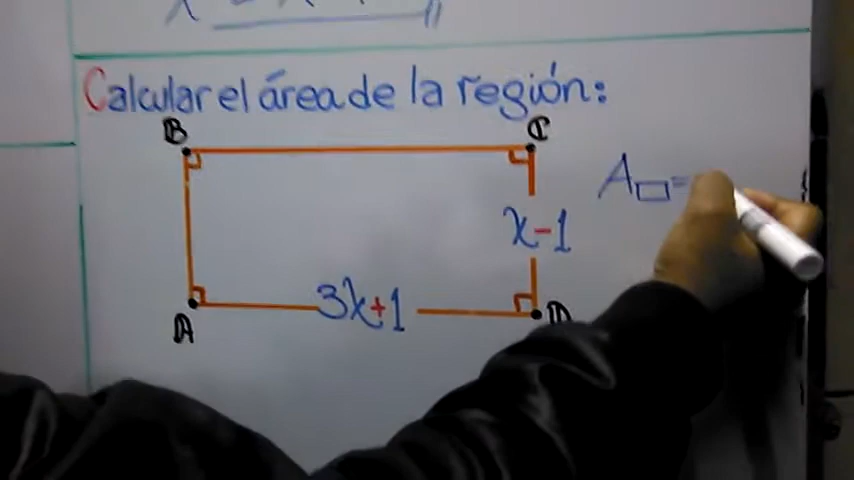 Calcular el área de la región:
B
C
A▭=
x-1
3x+1
A
D